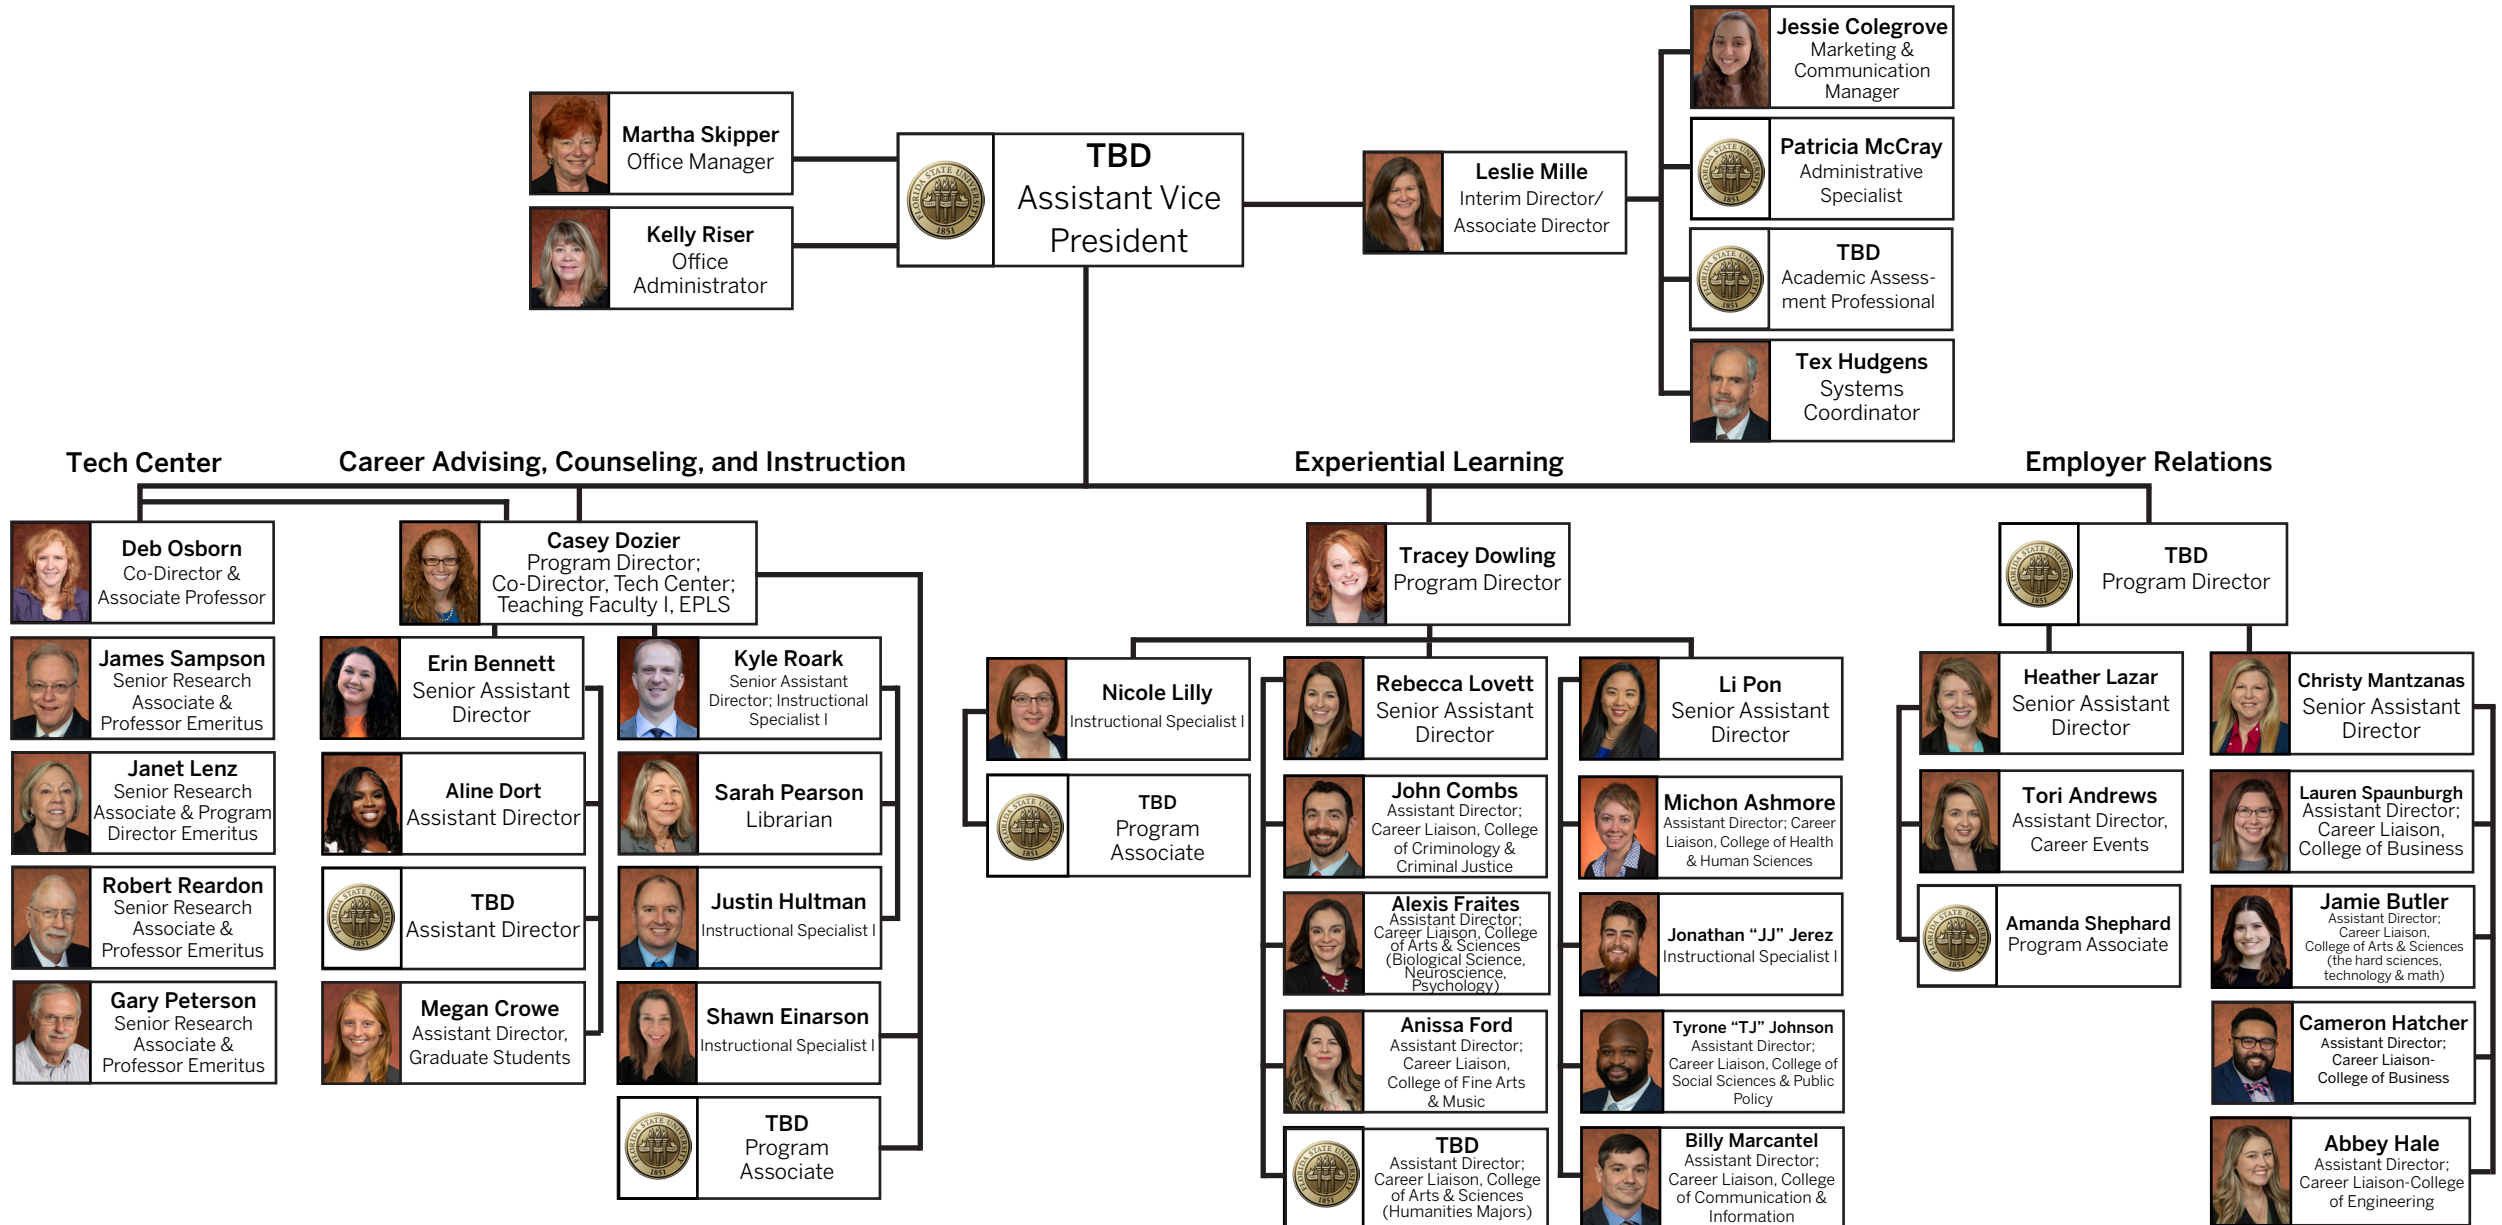 Jessie Colegrove
Marketing &
Communication
Manager
Martha Skipper
Office Manager
TBD
Assistant Vice
President
Patricia McCray
Administrative
Specialist
Leslie Mille
Interim Director/
Associate Director
Kelly Riser
Office
Administrator
TBD
Academic Assess-
ment Professional
Tex Hudgens
Systems
Coordinator
FLORIDA STATE UNIVERSITY
1851
Tech Center
Deb Osborn
Co-Director &
Associate Professor
James Sampson
Senior Research
Associate &
Professor Emeritus
Janet Lenz
Senior Research
Associate & Program
Director Emeritus
Robert Reardon
Senior Research
Associate &
Professor Emeritus
Gary Peterson
Senior Research
Associate &
Professor Emeritus
Career Advising, Counseling, and Instruction
Casey Dozier
Program Director;
Co-Director, Tech Center;
Teaching Faculty I, EPLS
Erin Bennett
Senior Assistant
Director
Aline Dort
Assistant Director
TBD
Assistant Director
Megan Crowe
Assistant Director,
Graduate Students
Kyle Roark
Senior Assistant
Director; Instructional
Specialist I
Sarah Pearson
Librarian
Justin Hultman
Instructional Specialist I
Shawn Einarson
Instructional Specialist I
TBD
Program
Associate
Experiential Learning
Tracey Dowling
Program Director
Nicole Lilly
Instructional Specialist I
TBD
Program
Associate
Rebecca Lovett
Senior Assistant
Director
John Combs
Assistant Director;
Career Liaison, College
of Criminology &
Criminal Justice
Alexis Fraites
Assistant Director;
Career Liaison, College
of Arts & Sciences
(Biological Science,
Neuroscience,
Psychology)
Anissa Ford
Assistant Director;
Career Liaison,
College of Fine Arts
& Music
TBD
Assistant Director;
Career Liaison, College
of Arts & Sciences
(Humanities Majors)
Li Pon
Senior Assistant
Director
Michon Ashmore
Assistant Director; Career
Liaison, College of Health
& Human Sciences
Jonathan “JJ” Jerez
Instructional Specialist I
Tyrone “TJ” Johnson
Assistant Director;
Career Liaison, College of
Social Sciences & Public
Policy
Billy Marcantel
Assistant Director;
Career Liaison, College
of Communication &
Information
Employer Relations
TBD
Program Director
Heather Lazar
Senior Assistant
Director
Tori Andrews
Assistant Director,
Career Events
Amanda Shephard
Program Associate
Christy Mantzanas
Senior Assistant
Director
Lauren Spaunburgh
Assistant Director;
Career Liaison,
College of Business
Jamie Butler
Assistant Director;
Career Liaison,
College of Arts & Sciences
(the hard sciences,
technology & math)
Cameron Hatcher
Assistant Director;
Career Liaison-
College of Business
Abbey Hale
Assistant Director;
Career Liaison-College
of Engineering